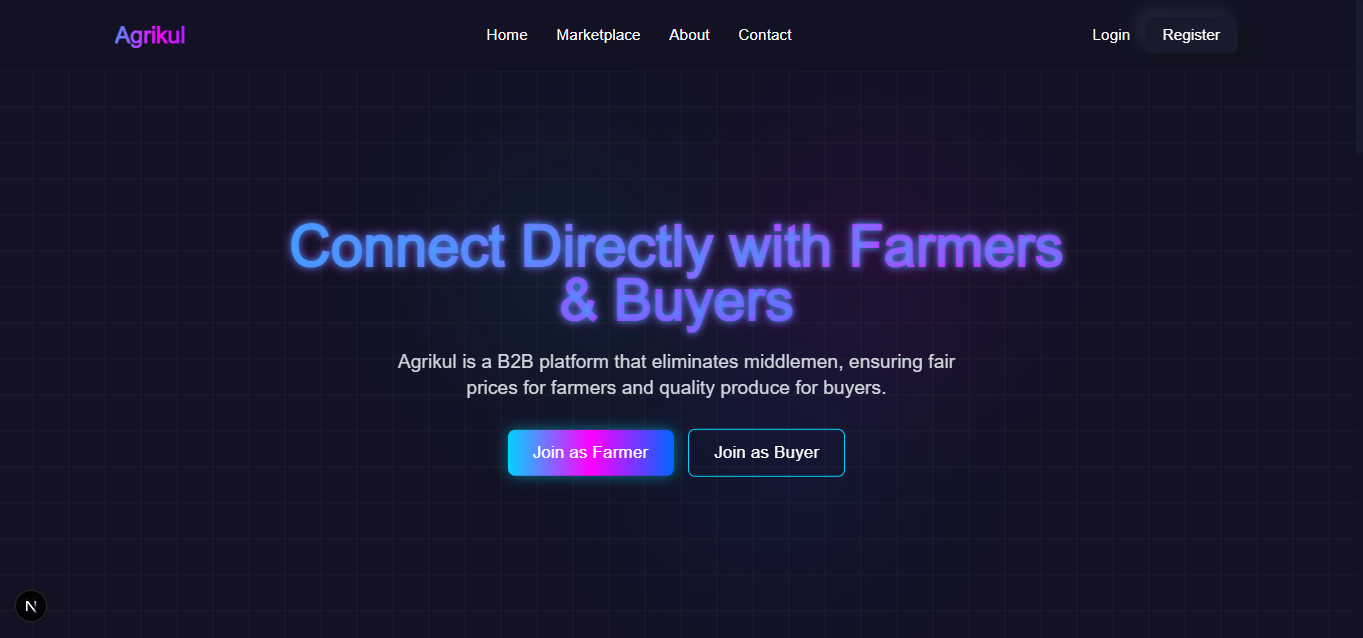 Agrikul
Home
Marketplace
About
Contact
Login
Register
Connect Directly with Farmers
& Buyers
Agrikul is a B2B platform that eliminates middlemen, ensuring fair
prices for farmers and quality produce for buyers.
Join as Farmer
Join as Buyer
N